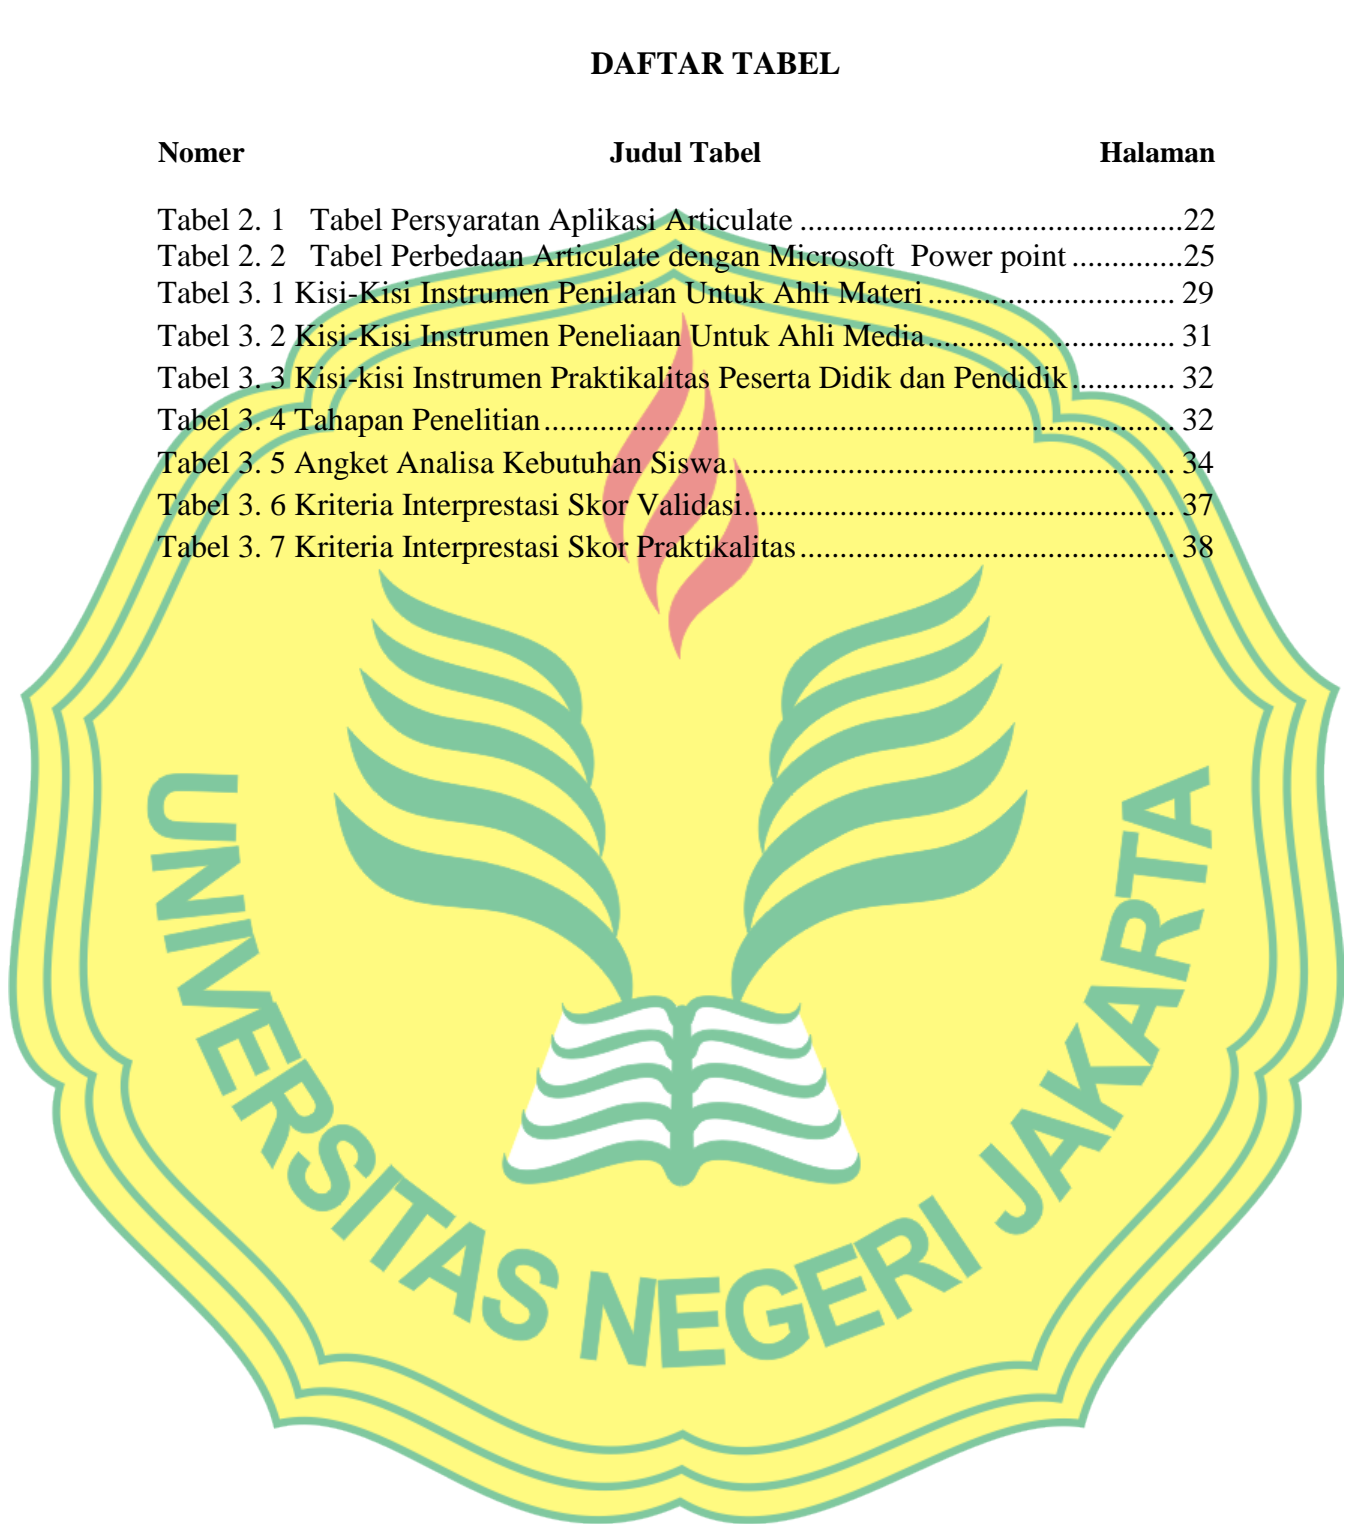 DAFTAR TABEL
Nomer Judul Tabel Halaman
Tabel 2. 1 Tabel Persyaratan Aplikasi Articulate ................................................22
Tabel 2. 2 Tabel Perbedaan Articulate dengan Microsoft Power point ..............25
Tabel 3. 1 Kisi-Kisi Instrumen Penilaian Untuk Ahli Materi ............................... 29
Tabel 3. 2 Kisi-Kisi Instrumen Peneliaan Untuk Ahli Media............................... 31
Tabel 3. 3 Kisi-kisi Instrumen Praktikalitas Peserta Didik dan Pendidik ............. 32
Tabel 3. 4 Tahapan Penelitian ............................................................................... 32
Tabel 3. 5 Angket Analisa Kebutuhan Siswa........................................................ 34
Tabel 3. 6 Kriteria Interprestasi Skor Validasi...................................................... 37
Tabel 3. 7 Kriteria Interprestasi Skor Praktikalitas ............................................... 38
UNIVERSITAS NEGERI JAKARTA